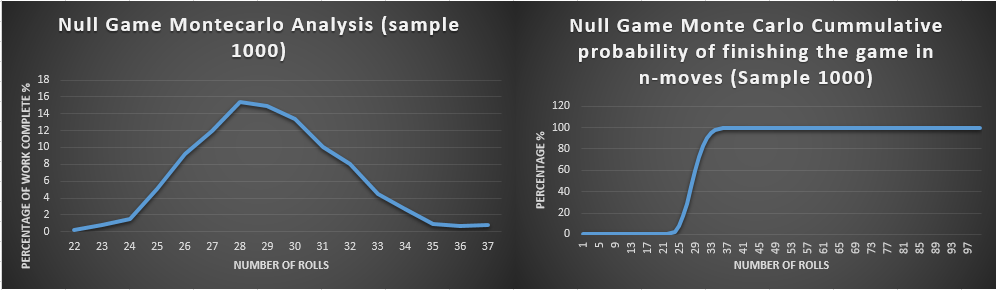 Null Game Montecarlo Analysis (sample
1000)
PERCENTAGE OF WORK COMPLETE %
18
16
14
12
10
8
6
4
2
0
22 23 24 25 26 27 28 29 30 31 32 33 34 35 36 37
NUMBER OF ROLLS
Null Game Monte Carlo Cummulative
probability of finishing the game in
n-moves (Sample 1000)
PERCENTAGE %
120
100
80
60
40
20
0
1 5 9 13 17 21 25 29 33 37 41 45 49 53 57 61 65 69 73 77 81 85 89 93 97
NUMBER OF ROLLS